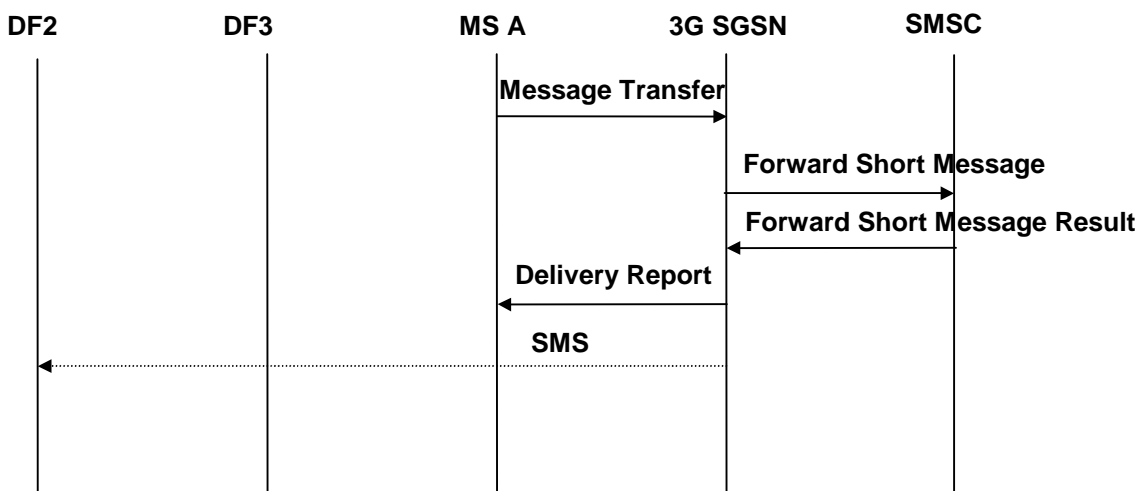 DF2 DF3 MS A 3G SGSN SMSC
Message Transfer
Forward Short Message
Forward Short Message Result
Delivery Report
SMS